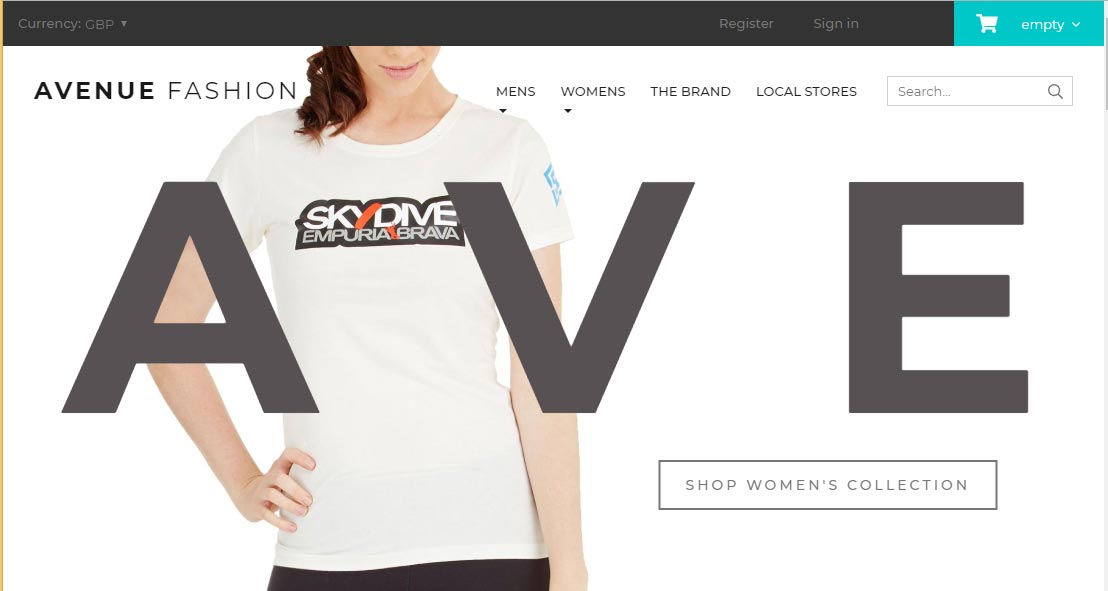 Currency: GBP ▼ Register Sign in empty
AVENUE FASHION MENS WOMENS THE BRAND LOCAL STORES Search...
SKYDIVE
EMPURIABRAVA
AVE
SHOP WOMEN'S COLLECTION